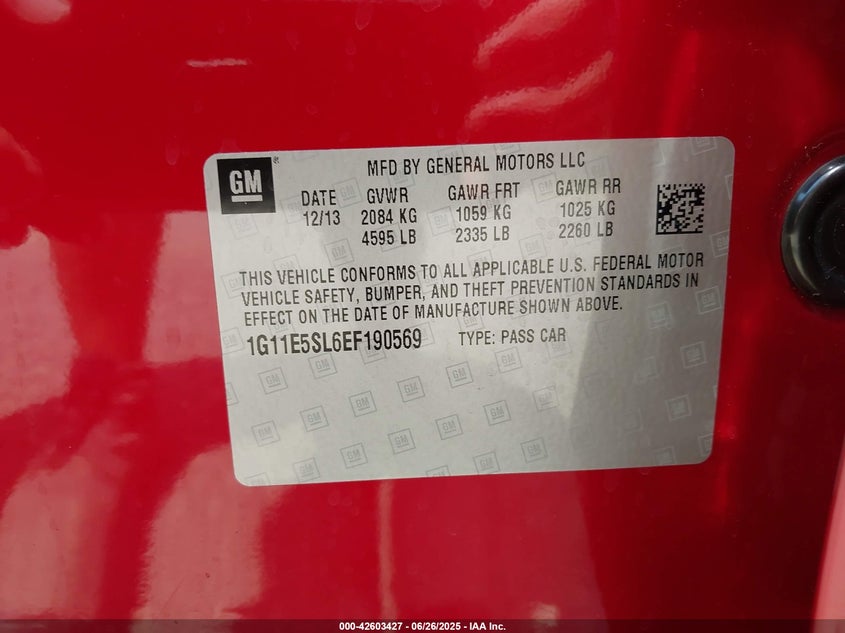 GM
MFD BY GENERAL MOTORS LLC
DATE GVWR GAWR FRT GAWR RR
12/13 2084 KG 1059 KG 1025 KG
4595 LB 2335 LB 2260 LB
THIS VEHICLE CONFORMS TO ALL APPLICABLE U.S. FEDERAL MOTOR
VEHICLE SAFETY, BUMPER, AND THEFT PREVENTION STANDARDS IN
EFFECT ON THE DATE OF MANUFACTURE SHOWN ABOVE.
1G11E5SL6EF190569 TYPE: PASS CAR
000-42603427 | 06/26/2025 - IAA Inc.